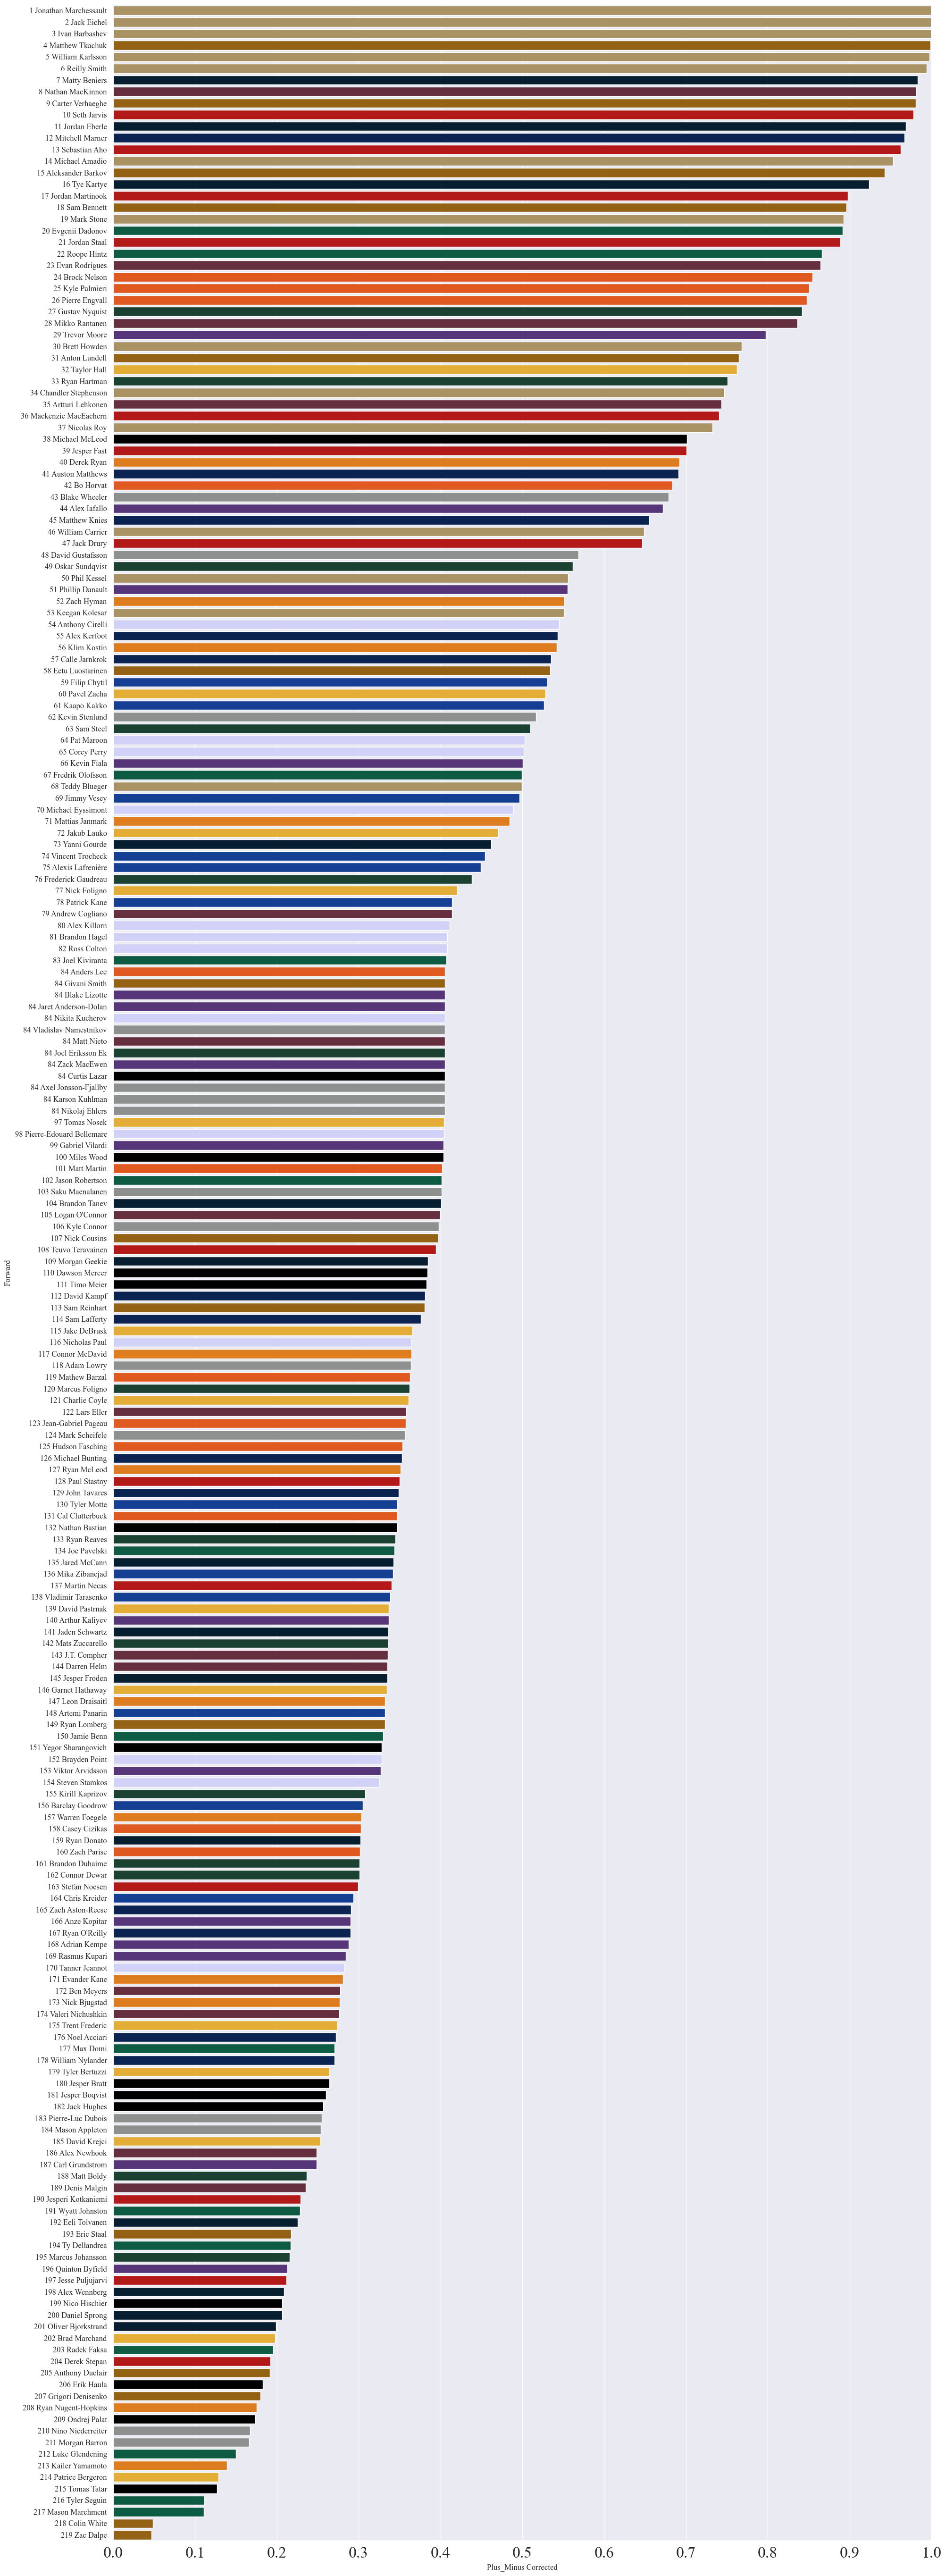 1 Jonathan Marchessault
2 Jack Eichel
3 Ivan Barbashev
4 Matthew Tkachuk
5 William Karlsson
6 Reilly Smith
7 Matty Beniers
8 Nathan MacKinnon
9 Carter Verhaeghe
10 Seth Jarvis
11 Jordan Eberle
12 Mitchell Marner
13 Sebastian Aho
14 Michael Amadio
15 Aleksander Barkov
16 Tye Kartye
17 Jordan Martinook
18 Sam Bennett
19 Mark Stone
20 Evgenii Dadonov
21 Jordan Staal
22 Roope Hintz
23 Evan Rodrigues
24 Brock Nelson
25 Kyle Palmieri
26 Pierre Engvall
27 Gustav Nyquist
28 Mikko Rantanen
29 Trevor Moore
30 Brett Howden
31 Anton Lundell
32 Taylor Hall
33 Ryan Hartman
34 Chandler Stephenson
35 Artturi Lehkonen
36 Mackenzie MacEachern
37 Nicolas Roy
38 Michael McLeod
39 Jesper Fast
40 Derek Ryan
41 Auston Matthews
42 Bo Horvat
43 Blake Wheeler
44 Alex Iafallo
45 Matthew Knies
46 William Carrier
47 Jack Drury
48 David Gustafsson
49 Oskar Sundqvist
50 Phil Kessel
51 Phillip Danault
52 Zach Hyman
53 Keegan Kolesar
54 Anthony Cirelli
55 Alex Kerfoot
56 Klim Kostin
57 Calle Jarnkrok
58 Eetu Luostarinen
59 Filip Chytil
60 Pavel Zacha
61 Kaapo Kakko
62 Kevin Stenlund
63 Sam Steel
64 Pat Maroon
65 Corey Perry
66 Kevin Fiala
67 Fredrik Olofsson
68 Teddy Blueger
69 Jimmy Vesey
70 Michael Eyssimont
71 Mattias Janmark
72 Jakub Lauko
73 Yanni Gourde
74 Vincent Trocheck
75 Alexis Lafrenière
76 Frederick Gaudreau
77 Nick Foligno
78 Patrick Kane
79 Andrew Cogliano
80 Alex Killorn
81 Brandon Hagel
82 Ross Colton
83 Joel Kiviranta
84 Anders Lee
84 Givani Smith
84 Blake Lizotte
84 Jaret Anderson-Dolan
84 Nikita Kucherov
84 Vladislav Namestnikov
84 Matt Nieto
84 Joel Eriksson Ek
84 Zack MacEwen
84 Curtis Lazar
84 Axel Jonsson-Fjallby
84 Karson Kuhlman
84 Nikolaj Ehlers
97 Tomas Nosek
98 Pierre-Edouard Bellemare
99 Gabriel Vilardi
100 Miles Wood
101 Matt Martin
102 Jason Robertson
103 Saku Maenalanen
104 Brandon Tanev
105 Logan O'Connor
106 Kyle Connor
107 Nick Cousins
108 Teuvo Teravainen
109 Morgan Geekie
110 Dawson Mercer
111 Timo Meier
112 David Kampf
113 Sam Reinhart
114 Sam Lafferty
115 Jake DeBrusk
116 Nicholas Paul
117 Connor McDavid
118 Adam Lowry
119 Mathew Barzal
120 Marcus Foligno
121 Charlie Coyle
122 Lars Eller
123 Jean-Gabriel Pageau
124 Mark Scheifele
125 Hudson Fasching
126 Michael Bunting
127 Ryan McLeod
128 Paul Stastny
129 John Tavares
130 Tyler Motte
131 Cal Clutterbuck
132 Nathan Bastian
133 Ryan Reaves
134 Joe Pavelski
135 Jared McCann
136 Mika Zibanejad
137 Martin Necas
138 Vladimir Tarasenko
139 David Pastrnak
140 Arthur Kaliyev
141 Jaden Schwartz
142 Mats Zuccarello
143 J.T. Compher
144 Darren Helm
145 Jesper Froden
146 Garnet Hathaway
147 Leon Draisaitl
148 Artemi Panarin
149 Ryan Lomberg
150 Jamie Benn
151 Yegor Sharangovich
152 Brayden Point
153 Viktor Arvidsson
154 Steven Stamkos
155 Kirill Kaprizov
156 Barclay Goodrow
157 Warren Foegele
158 Casey Cizikas
159 Ryan Donato
160 Zach Parise
161 Brandon Duhaime
162 Connor Dewar
163 Stefan Noesen
164 Chris Kreider
165 Zach Aston-Reese
166 Anze Kopitar
167 Ryan O'Reilly
168 Adrian Kempe
169 Rasmus Kupari
170 Tanner Jeannot
171 Evander Kane
172 Ben Meyers
173 Nick Bjugstad
174 Valeri Nichushkin
175 Trent Frederic
176 Noel Acciari
177 Max Domi
178 William Nylander
179 Tyler Bertuzzi
180 Jesper Bratt
181 Jesper Boqvist
182 Jack Hughes
183 Pierre-Luc Dubois
184 Mason Appleton
185 David Krejci
186 Alex Newhook
187 Carl Grundstrom
188 Matt Boldy
189 Denis Malgin
190 Jesperi Kotkaniemi
191 Wyatt Johnston
192 Eeli Tolvanen
193 Eric Staal
194 Ty Dellandrea
195 Marcus Johansson
196 Quinton Byfield
197 Jesse Puljujarvi
198 Alex Wennberg
199 Nico Hischier
200 Daniel Sprong
201 Oliver Bjorkstrand
202 Brad Marchand
203 Radek Faksa
204 Derek Stepan
205 Anthony Duclair
206 Erik Haula
207 Grigori Denisenko
208 Ryan Nugent-Hopkins
209 Ondrej Palat
210 Nino Niederreiter
211 Morgan Barron
212 Luke Glendening
213 Kailer Yamamoto
214 Patrice Bergeron
215 Tomas Tatar
216 Tyler Seguin
217 Mason Marchment
218 Colin White
219 Zac Dalpe
Forward
0.0 0.1 0.2 0.3 0.4 0.5 0.6 0.7 0.8 0.9 1.0
Plus_Minus Corrected